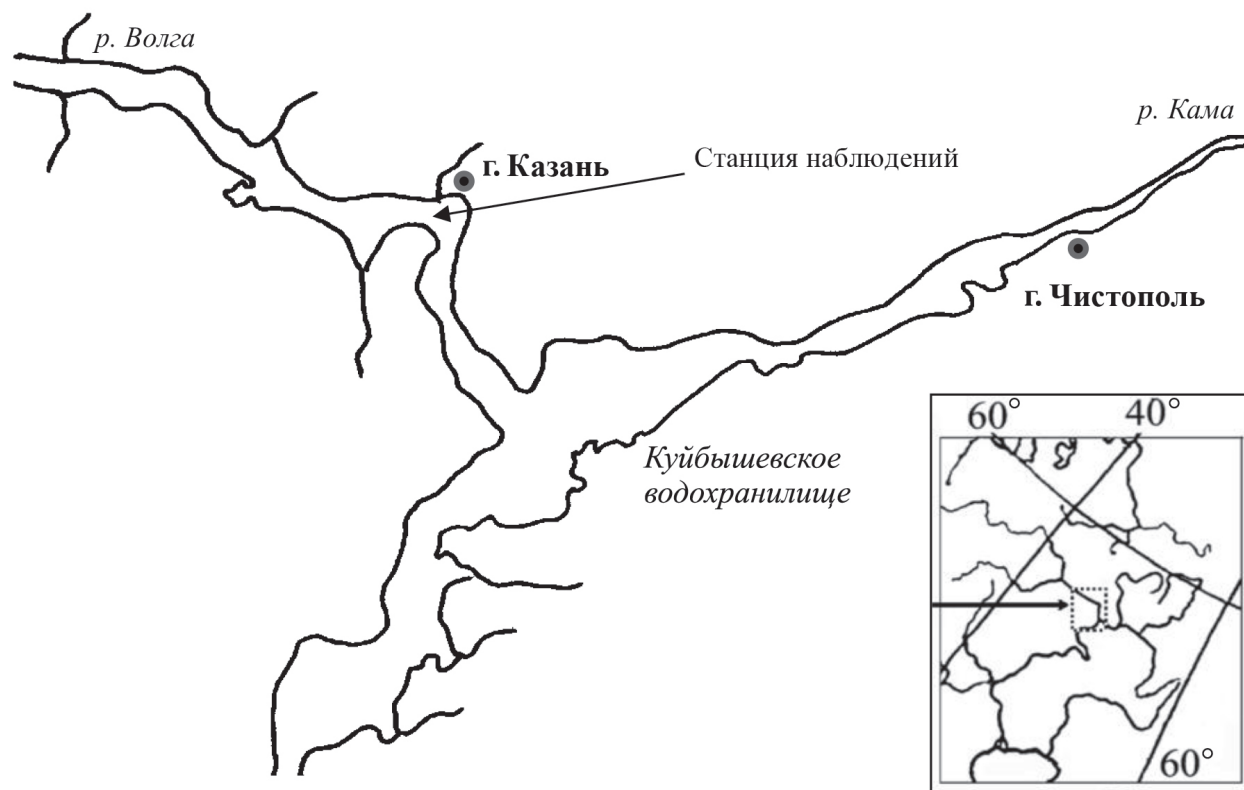 р. Волга
р. Кама
Станция наблюдений
г. Казань
г. Чистополь
Куйбышевское
водохранилище
60°
40°
60°